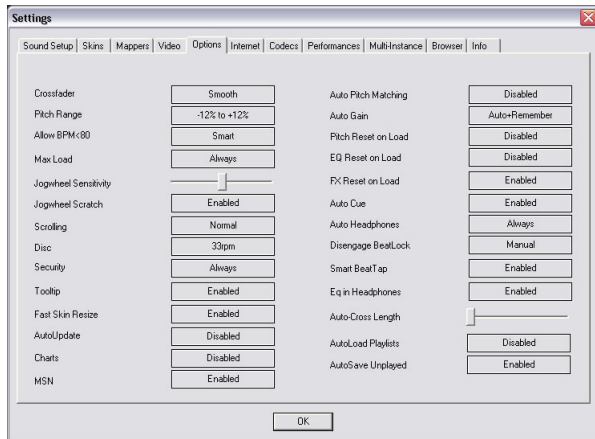 Settings
Sound Setup Skins Mappers Video Options Internet Codecs Performances Multi-Instance Browser Info
Crossfader Smooth
Pitch Range -12% to +12%
Allow BPM<80 Smart
Max Load Always
Jogwheel Sensitivity
Jogwheel Scratch Enabled
Scrolling Normal
Disc 33rpm
Security Always
Tooltip Enabled
Fast Skin Resize Enabled
AutoUpdate Disabled
Charts Disabled
MSN Enabled
Auto Pitch Matching Disabled
Auto Gain Auto+Remember
Pitch Reset on Load Disabled
EQ Reset on Load Disabled
FX Reset on Load Enabled
Auto Cue Enabled
Auto Headphones Always
Disengage BeatLock Manual
Smart BeatTap Enabled
Eq in Headphones Enabled
Auto-Cross Length
AutoLoad Playlists Disabled
AutoSave Unplayed Enabled
OK